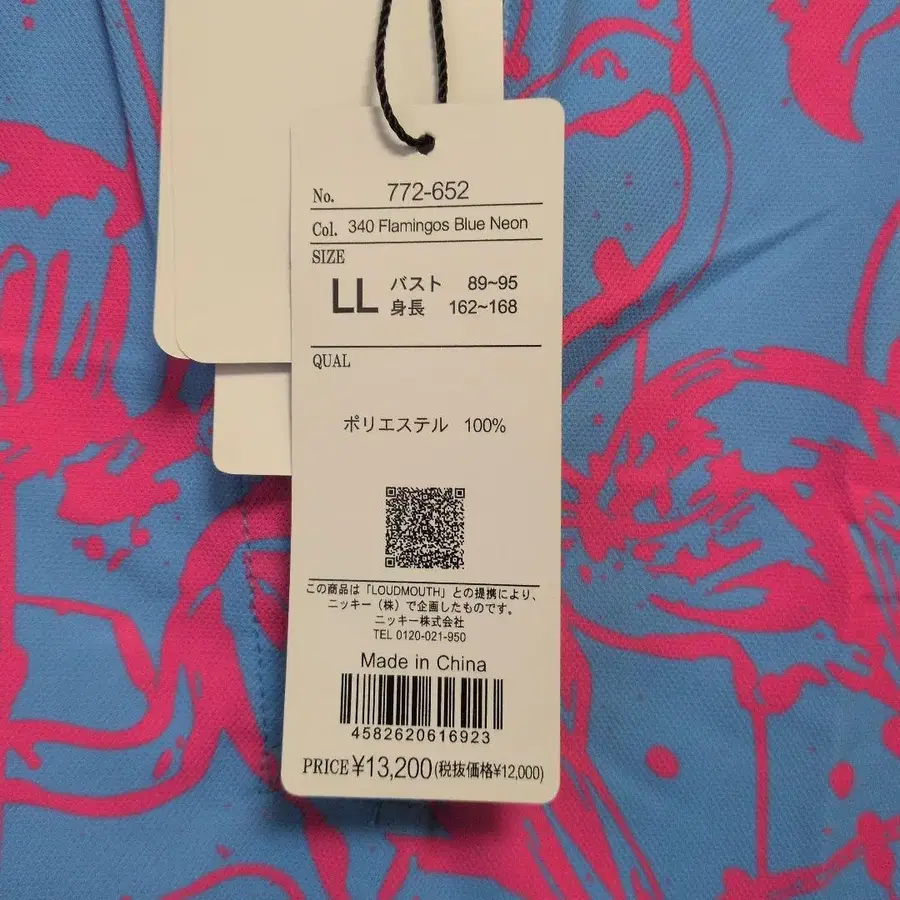 No. 772-652
Col. 340 Flamingos Blue Neon
SIZE
LL バスト 89~95
身長 162~168
QUAL
ポリエステル 100%
この商品は「LOUDMOUTH」との提携により、
ニッキー（株）で企画したものです。
ニッキー株式会社
TEL 0120-021-950
Made in China
4582620616923
PRICE ¥13,200(税抜価格¥12,000)